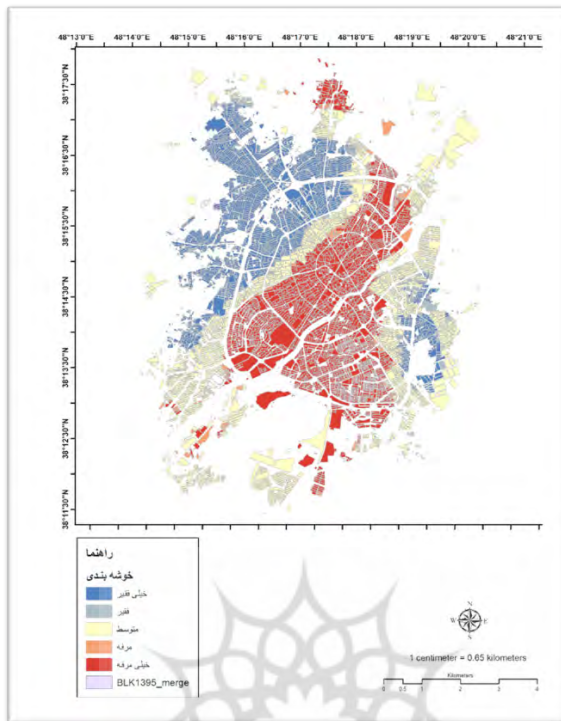 48°13'0"E 48°14'0"E 48°15'0"E 48°16'0"E 48°17'0"E 48°18'0"E 48°19'0"E 48°20'0"E 48°21'0"E
38°17'30"N
38°16'30"N
38°15'30"N
38°14'30"N
38°13'30"N
38°12'30"N
38°11'30"N
راهنما
خوشه بندی
خیلی فقیر
فقیر
متوسط
مرفه
خیلی مرفه
BLK1395_merge
N
W E
S
1 centimeter = 0.65 kilometers
Kilometers
0 0.5 1 2 3 4